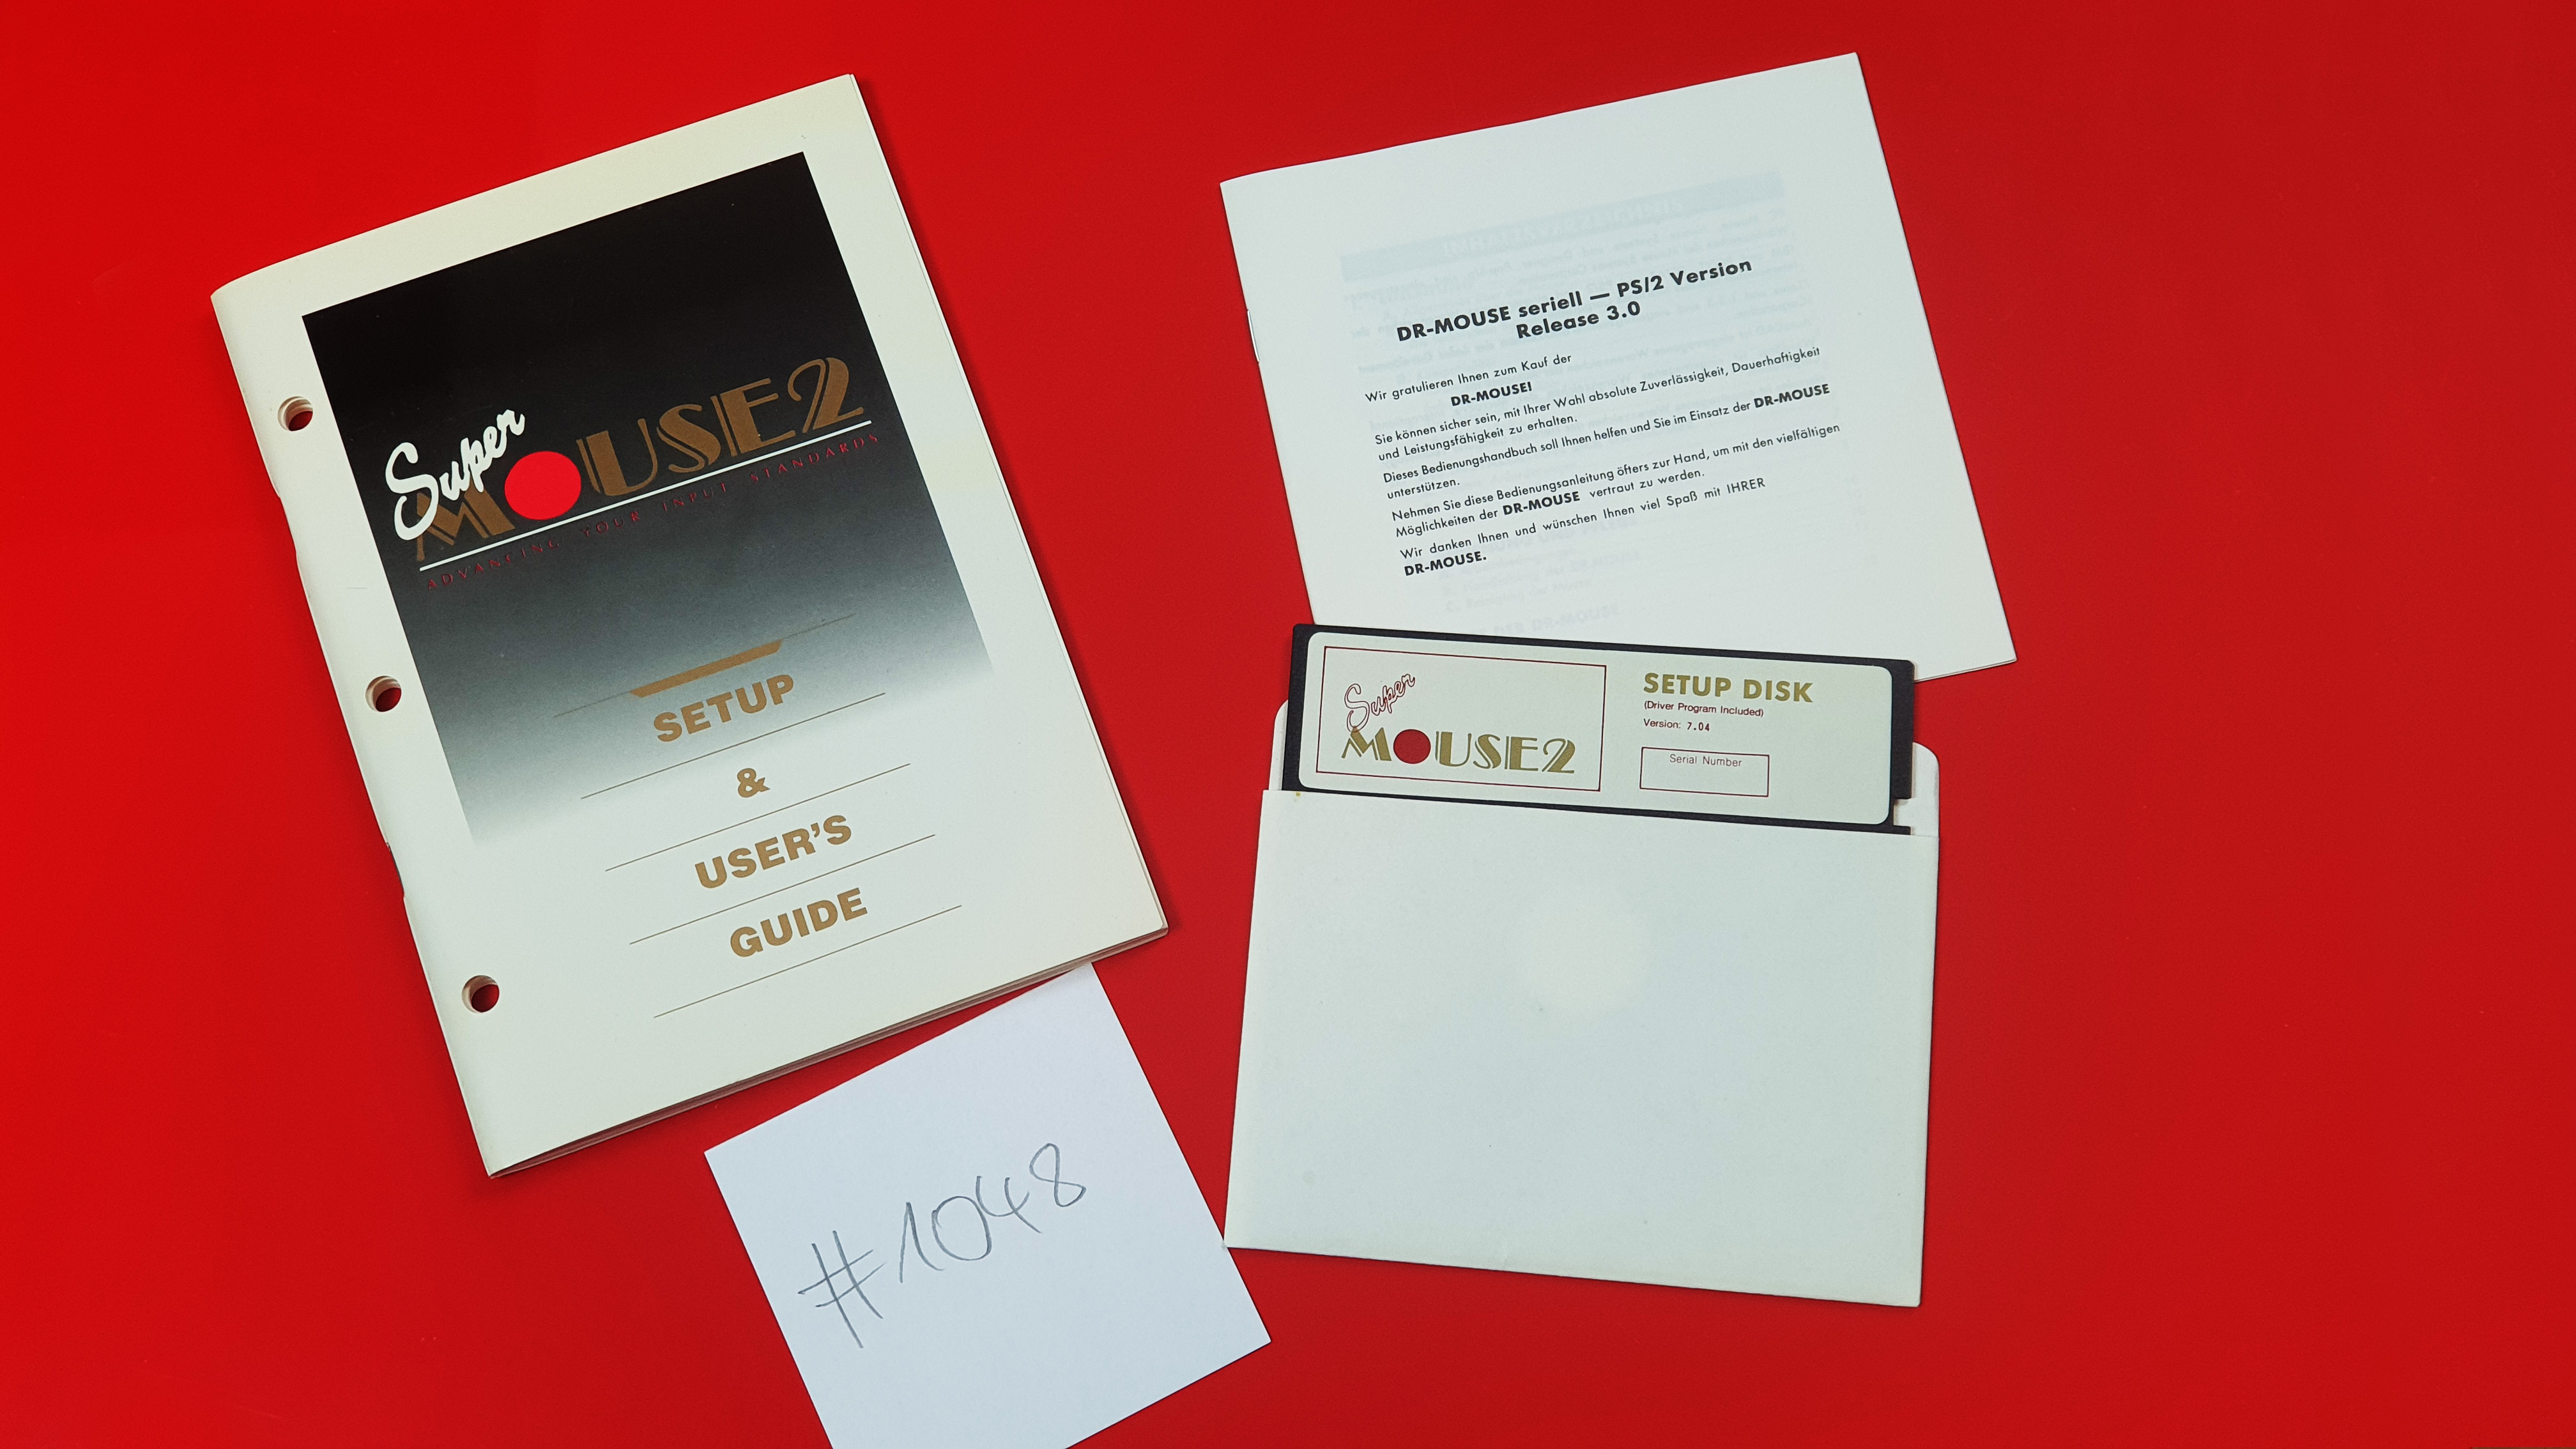 Super
MOUSE2
ADVANCING YOUR INPUT STANDARDS
SETUP
&
USER'S
GUIDE
DR-MOUSE seriell — PS/2 Version
Release 3.0
Wir gratulieren Ihnen zum Kauf der
DR-MOUSE!
Sie können sicher sein, mit Ihrer Wahl absolute Zuverlässigkeit, Dauerhaftigkeit
und Leistungsfähigkeit zu erhalten.
Dieses Bedienungshandbuch soll Ihnen helfen und Sie im Einsatz der DR-MOUSE
unterstützen.
Nehmen Sie diese Bedienungsanleitung öfters zur Hand, um mit den vielfältigen
Möglichkeiten der DR-MOUSE vertraut zu werden.
Wir danken Ihnen und wünschen Ihnen viel Spaß mit IHRER
DR-MOUSE.
Super
MOUSE2
SETUP DISK
(Driver Program Included)
Version: 7.04
Serial Number
#1048